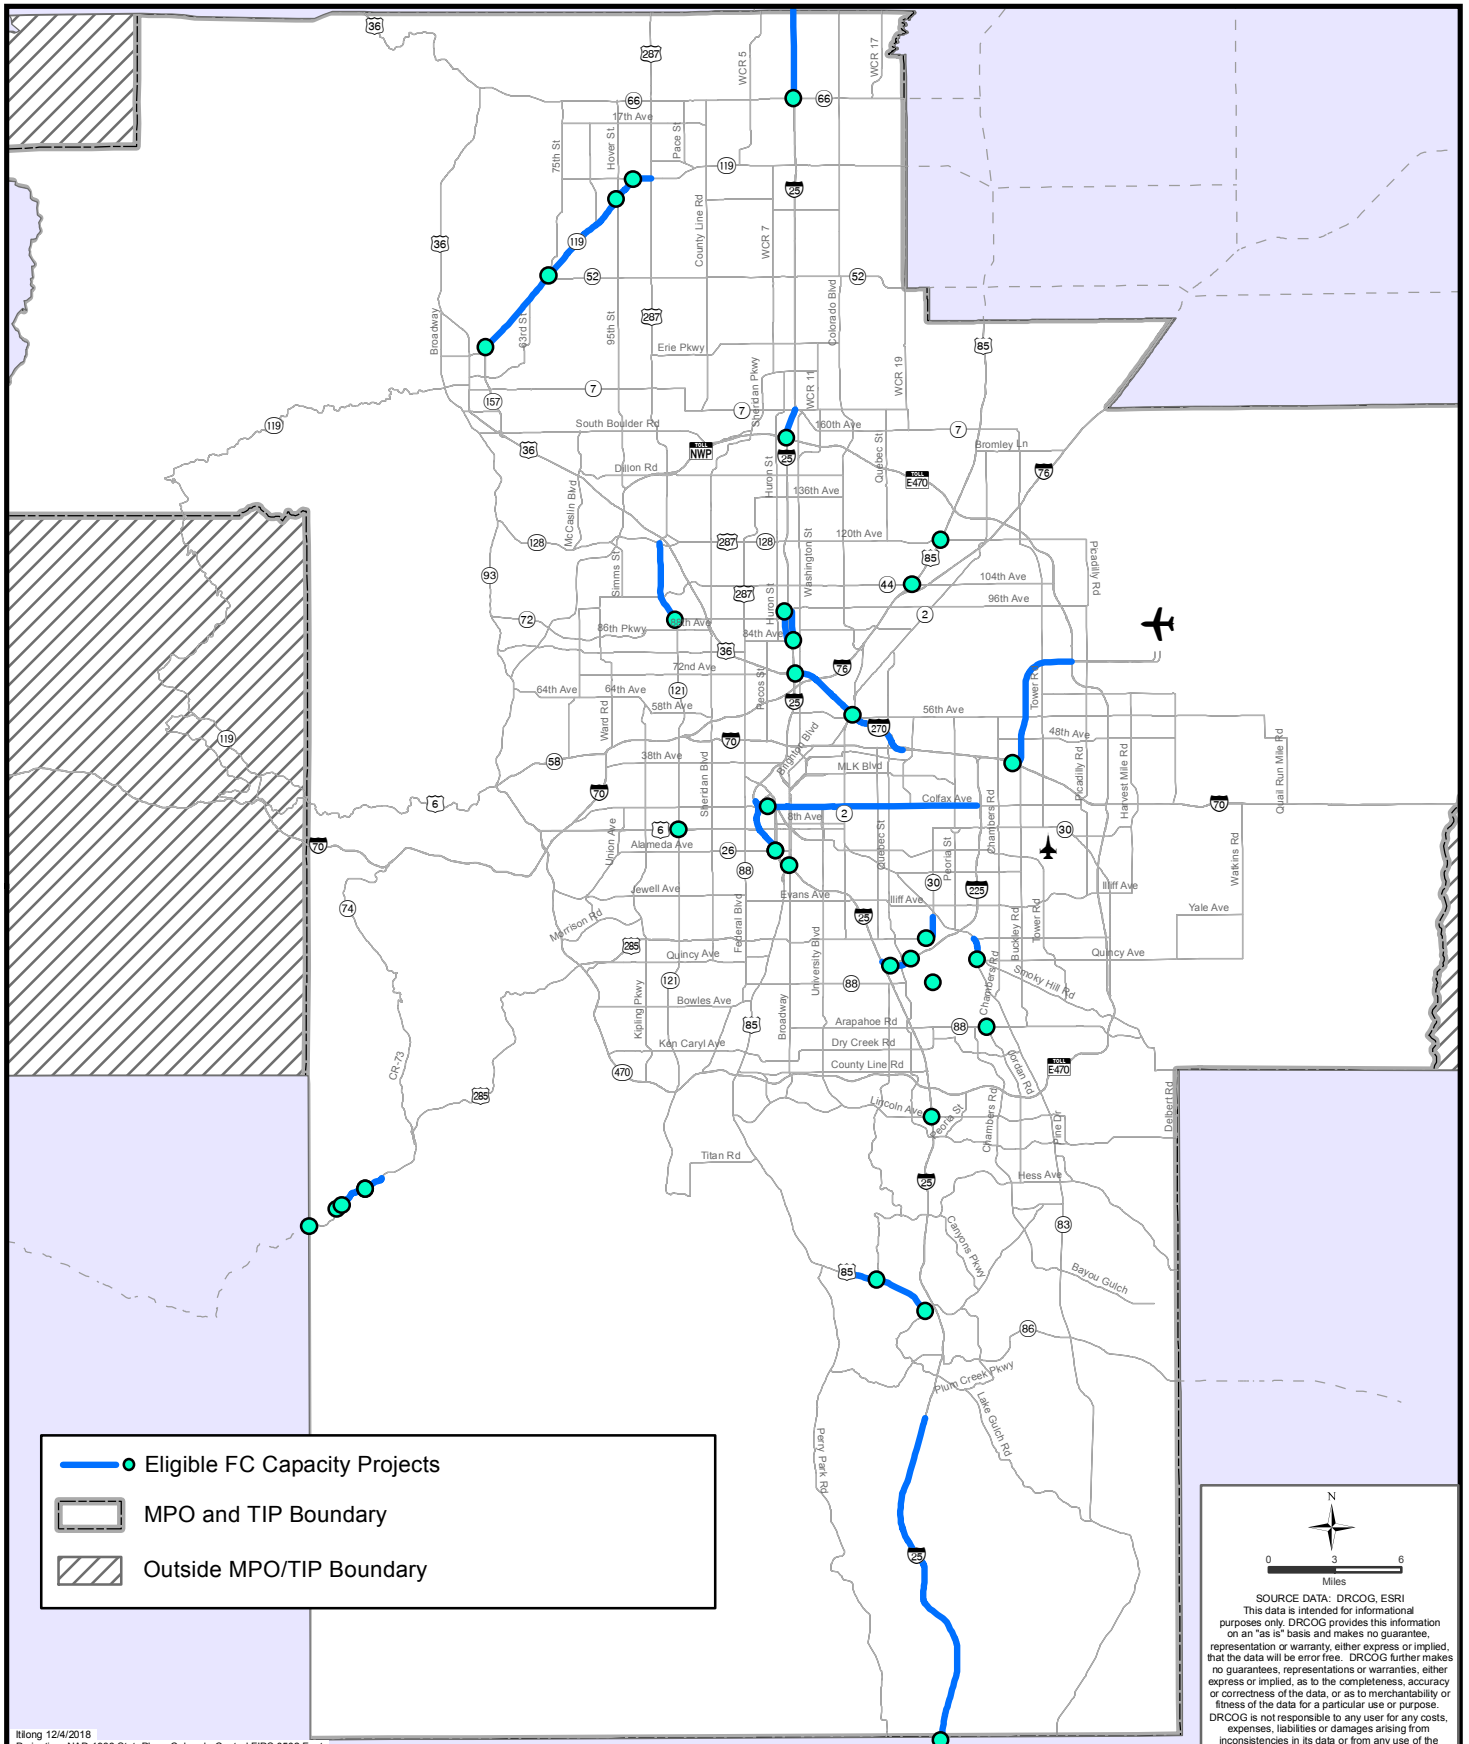 36
287
WCR 5
WCR 17
66
66
17th Ave
Hover St
Pace St
75th St
119
25
County Line Rd
WCR 7
36
119
52
52
Colorado Blvd
287
63rd St
95th St
Broadway
Erie Pkwy
85
Sheridan Pkwy
WCR 11
WCR 19
7
157
7
119
South Boulder Rd
160th Ave
7
36
TOLL
NWP
25
Quebec St
Bromley Ln
76
Dillon Rd
Huron St
TOLL
E470
136th Ave
McCaslin Blvd
128
287
128
120th Ave
Washington St
85
Picadilly Rd
93
Simms St
44
104th Ave
287
Huron St
96th Ave
2
72
86th Pkwy
88th Ave
84th Ave
36
72nd Ave
76
Tower Rd
64th Ave
64th Ave
121
Pecos St
25
58th Ave
56th Ave
Ward Rd
270
119
70
Brighton Blvd
48th Ave
58
38th Ave
MLK Blvd
Picadilly Rd
Harvest Mile Rd
Quail Run Mile Rd
70
Sheridan Blvd
Colfax Ave
Chambers Rd
70
6
8th Ave
2
6
30
Union Ave
Alameda Ave
26
Quebec St
Peoria St
Watkins Rd
70
88
30
225
Jewell Ave
Evans Ave
Iliff Ave
Iliff Ave
74
25
Yale Ave
Morrison Rd
Federal Blvd
University Blvd
Buckley Rd
Tower Rd
285
Quincy Ave
Quincy Ave
121
88
Chambers Rd
Smoky Hill Rd
Kipling Pkwy
Bowles Ave
Broadway
85
Arapahoe Rd
88
Ken Caryl Ave
Dry Creek Rd
TOLL
E470
CR-73
470
County Line Rd
Jordan Rd
285
Lincoln Ave
Peoria St
Chambers Rd
Pine Dr
Delbert Rd
Titan Rd
25
Hess Ave
Canyons Pkwy
83
85
Bayou Gulch
86
Plum Creek Pkwy
Lake Gulch Rd
Perry Park Rd
25
Eligible FC Capacity Projects
MPO and TIP Boundary
Outside MPO/TIP Boundary
N
0 3 6
Miles
SOURCE DATA: DRCOG, ESRI
This data is intended for informational
purposes only. DRCOG provides this information
on an "as is" basis and makes no guarantee,
representation or warranty, either express or implied,
that the data will be error free. DRCOG further makes
no guarantees, representations or warranties, either
express or implied, as to the completeness, accuracy
or correctness of the data, or as to merchantability or
fitness of the data for a particular use or purpose.
DRCOG is not responsible to any user for any costs,
expenses, liabilities or damages arising from
inconsistencies in its data or from any use of the
ltilong 12/4/2018